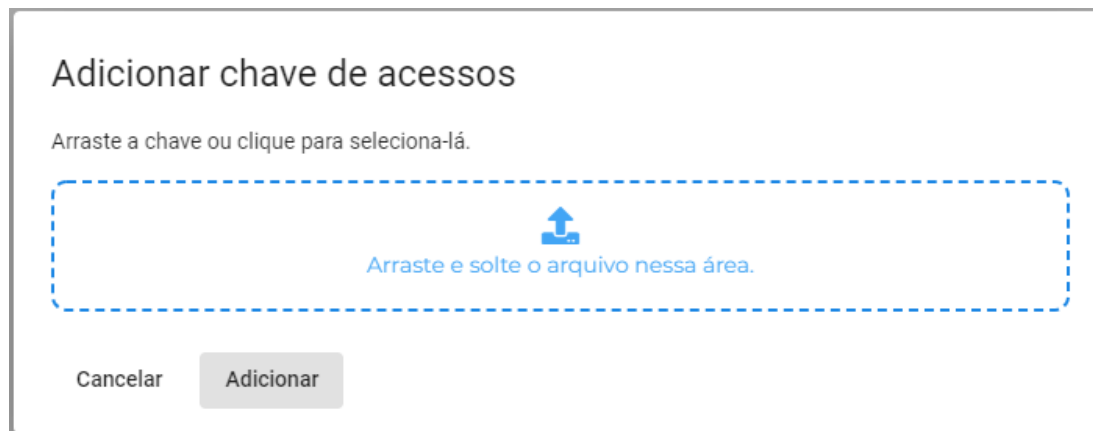 Adicionar chave de acessos
Arraste a chave ou clique para seleciona-lá.
Arraste e solte o arquivo nessa área.
Cancelar
Adicionar